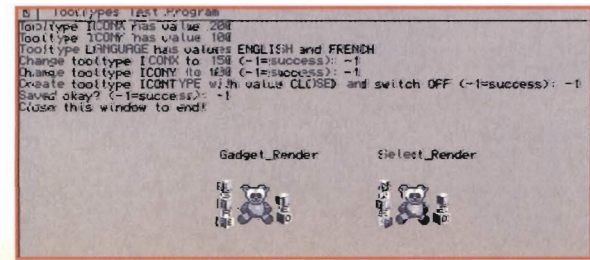 Tooltypes Test Program
Tooltype ICONX has value 200
Tooltype ICONY has value 100
Tooltype LANGUAGE has values ENGLISH and FRENCH
Change tooltype ICONX to 150 (-1=success): -1
Change tooltype ICONY to (-1=success): -1
Create tooltype ICONTYPE with value CLOSED and switch OFF (-1=success): -1
Saved okay? (-1=success): -1
Close this window to end!
Gadget_Render Select_Render